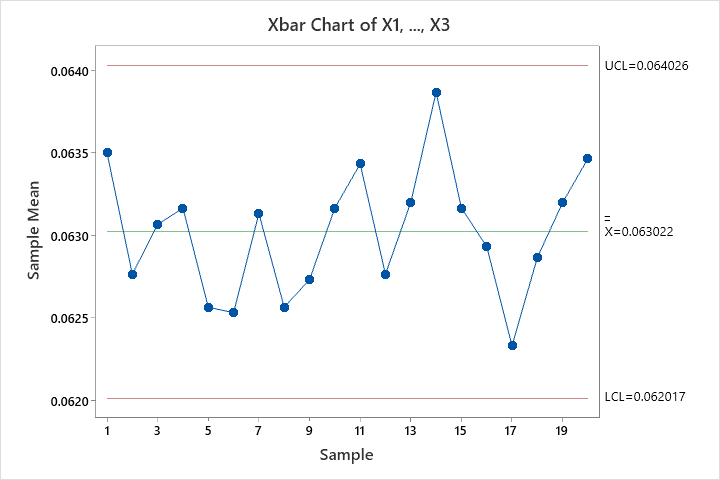 Xbar Chart of X1, ..., X3
Sample Mean
0.0640
0.0635
0.0630
0.0625
0.0620
UCL=0.064026
=
X=0.063022
LCL=0.062017
1 3 5 7 9 11 13 15 17 19
Sample